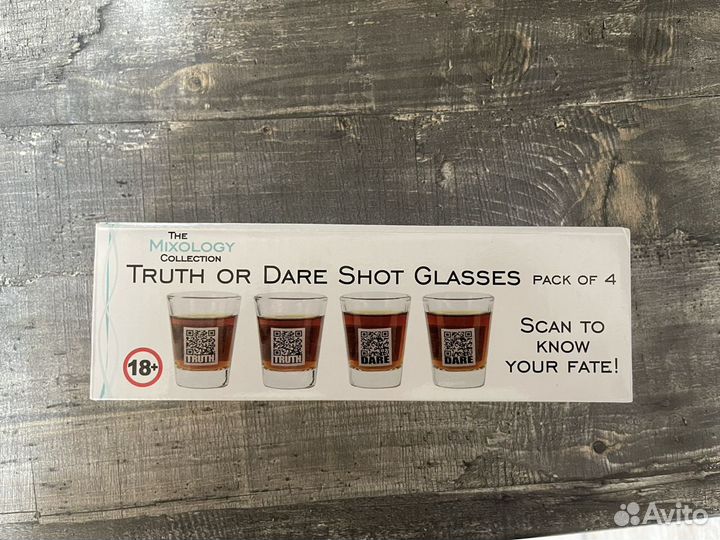 The
Mixology
Collection
Truth or Dare Shot Glasses pack of 4
TRUTH
TRUTH
DARE
DARE
Scan to
know
your fate!
18+
Avito